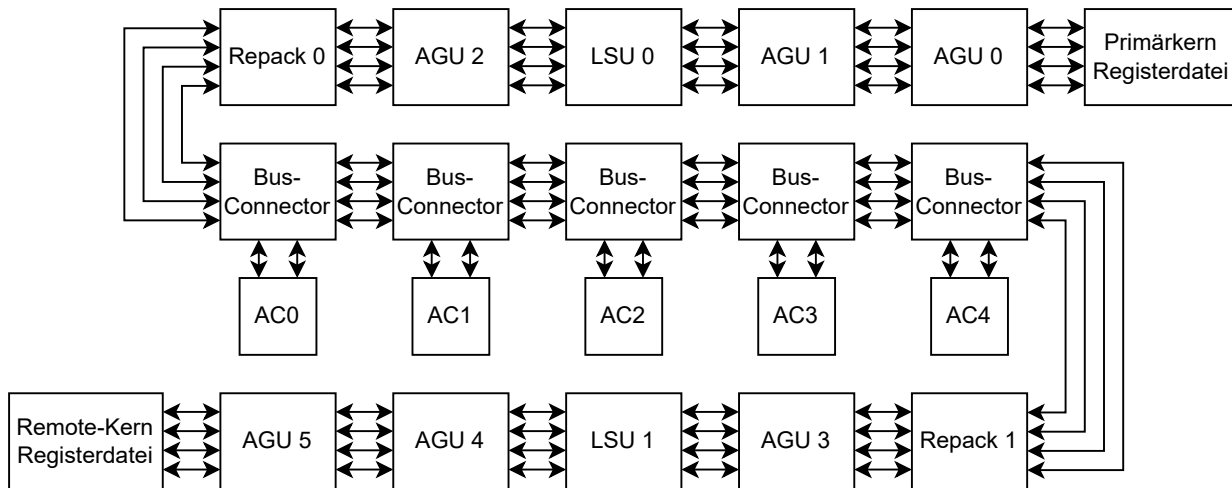 Repack 0
AGU 2
LSU 0
AGU 1
AGU 0
Primärkern
Registerdatei
Bus-
Connector
Bus-
Connector
Bus-
Connector
Bus-
Connector
Bus-
Connector
AC0
AC1
AC2
AC3
AC4
Remote-Kern
Registerdatei
AGU 5
AGU 4
LSU 1
AGU 3
Repack 1